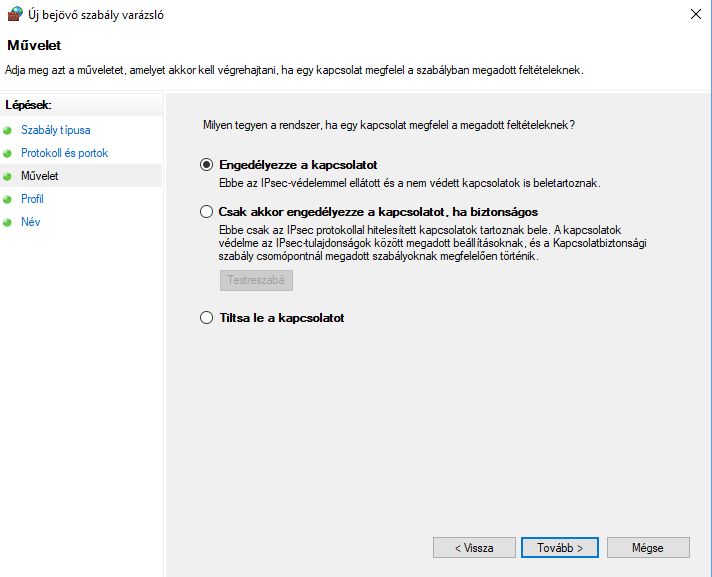 Új bejövő szabály varázsló
Művelet
Adja meg azt a műveletet, amelyet akkor kell végrehajtani, ha egy kapcsolat megfelel a szabályban megadott feltételeknek.
Lépések:
Szabály típusa
Protokoll és portok
Művelet
Profil
Név
Milyen tegyen a rendszer, ha egy kapcsolat megfelel a megadott feltételeknek?
Engedélyezze a kapcsolatot
Ebbe az IPsec-védelemmel ellátott és a nem védett kapcsolatok is beletartoznak.
Csak akkor engedélyezze a kapcsolatot, ha biztonságos
Ebbe csak az IPsec protokollal hitelesített kapcsolatok tartoznak bele. A kapcsolatok
védelme az IPsec-tulajdonságok között megadott beállításoknak, és a Kapcsolatbiztonsági
szabály csomópontnál megadott szabályoknak megfelelően történik.
Testreszabá
Tiltsa le a kapcsolatot
< Vissza
Tovább >
Mégse